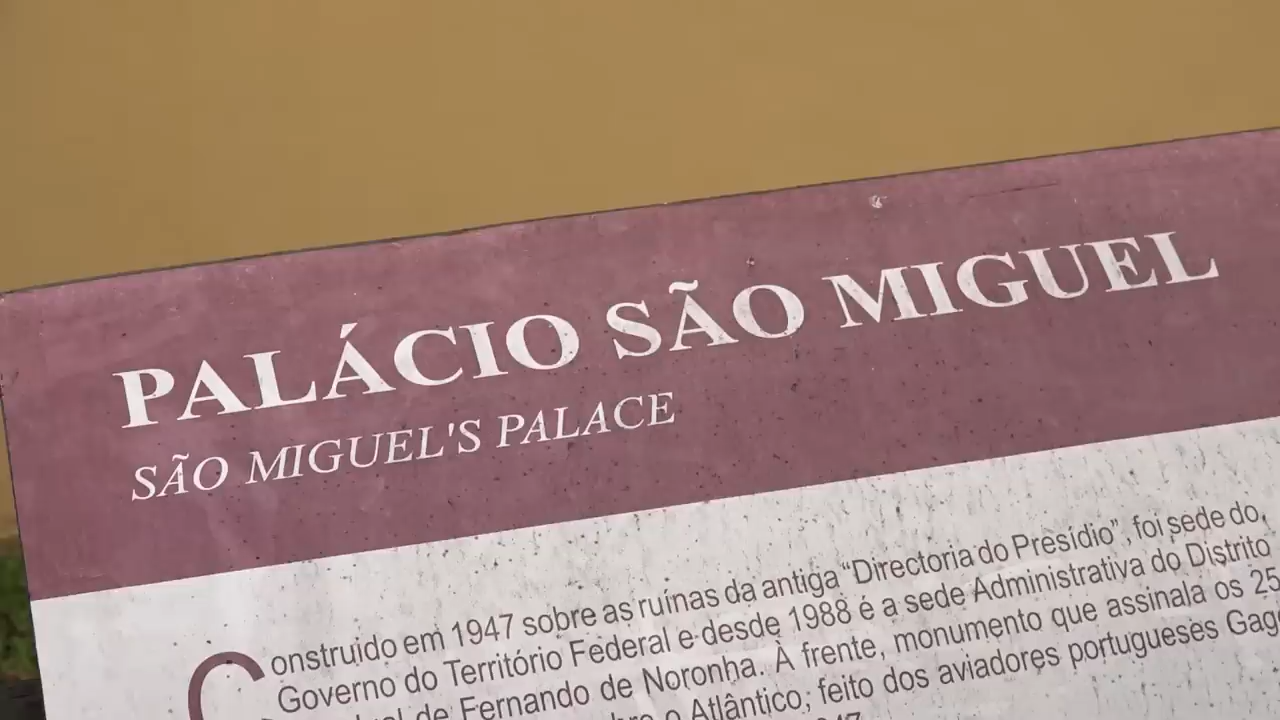 PALÁCIO SÃO MIGUEL
SÃO MIGUEL'S PALACE
Construido em 1947 sobre as ruínas da antiga “Directoria do Presídio”, foi sede do,
Governo do Território Federal e desde 1988 é a sede Administrativa do Distrito
de Fernando de Noronha. À frente, monumento que assinala os 25
o Atlântico, feito dos aviadores portugueses